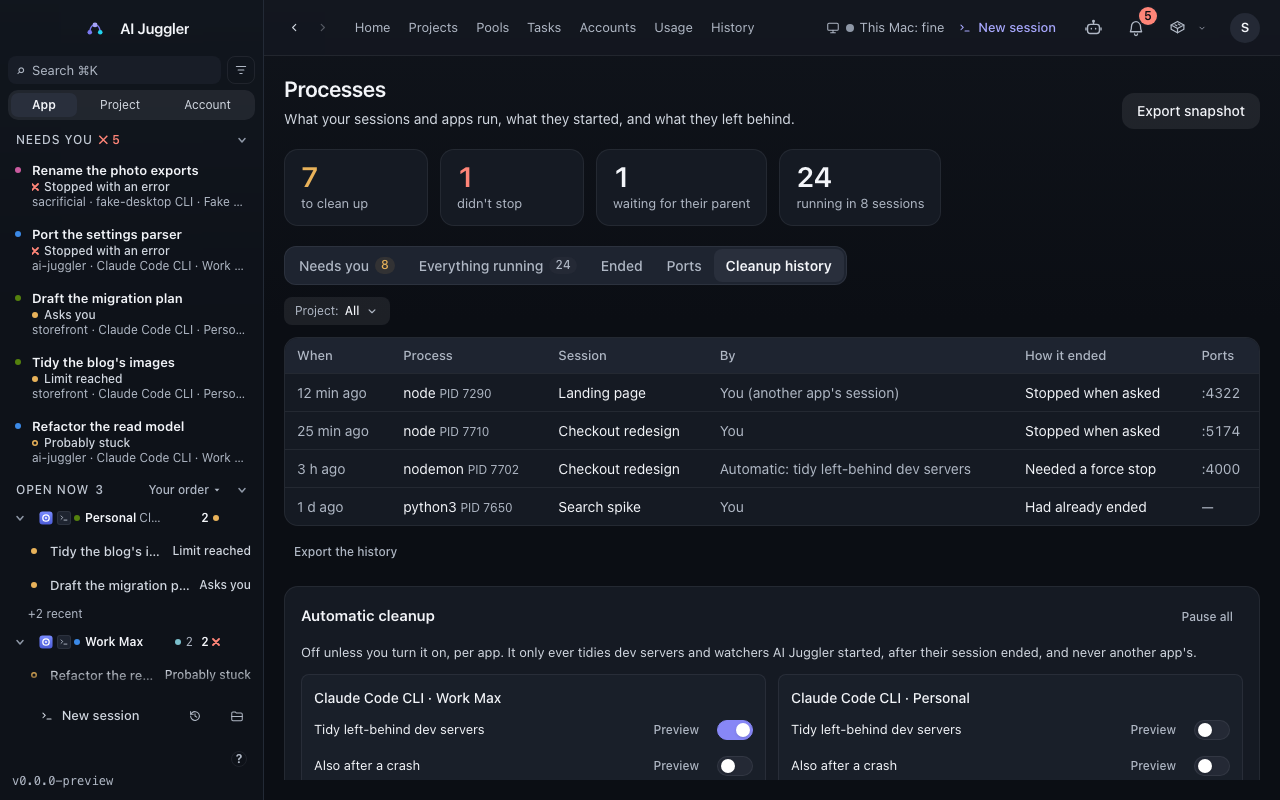 AI Juggler
Search ⌘K
App Project Account
NEEDS YOU 5
Rename the photo exports
Stopped with an error
sacrificial · fake-desktop CLI · Fake ...
Port the settings parser
Stopped with an error
ai-juggler · Claude Code CLI · Work ...
Draft the migration plan
Asks you
storefront · Claude Code CLI · Perso...
Tidy the blog's images
Limit reached
storefront · Claude Code CLI · Perso...
Refactor the read model
Probably stuck
ai-juggler · Claude Code CLI · Work ...
OPEN NOW 3 Your order
Personal Cl... 2
Tidy the blog's i... Limit reached
Draft the migration p... Asks you
+2 recent
Work Max 2 2
Refactor the re... Probably stuck
New session
?
v0.0.0-preview
Home Projects Pools Tasks Accounts Usage History This Mac: fine New session 5 S
Processes
What your sessions and apps run, what they started, and what they left behind.
Export snapshot
7
to clean up
1
didn't stop
1
waiting for their parent
24
running in 8 sessions
Needs you 8 Everything running 24 Ended Ports Cleanup history
Project: All
When Process Session By How it ended Ports
12 min ago node PID 7290 Landing page You (another app's session) Stopped when asked :4322
25 min ago node PID 7710 Checkout redesign You Stopped when asked :5174
3 h ago nodemon PID 7702 Checkout redesign Automatic: tidy left-behind dev servers Needed a force stop :4000
1 d ago python3 PID 7650 Search spike You Had already ended —
Export the history
Automatic cleanup Pause all
Off unless you turn it on, per app. It only ever tidies dev servers and watchers AI Juggler started, after their session ended, and never another app's.
Claude Code CLI · Work Max
Tidy left-behind dev servers Preview
Also after a crash Preview
Claude Code CLI · Personal
Tidy left-behind dev servers Preview
Also after a crash Preview